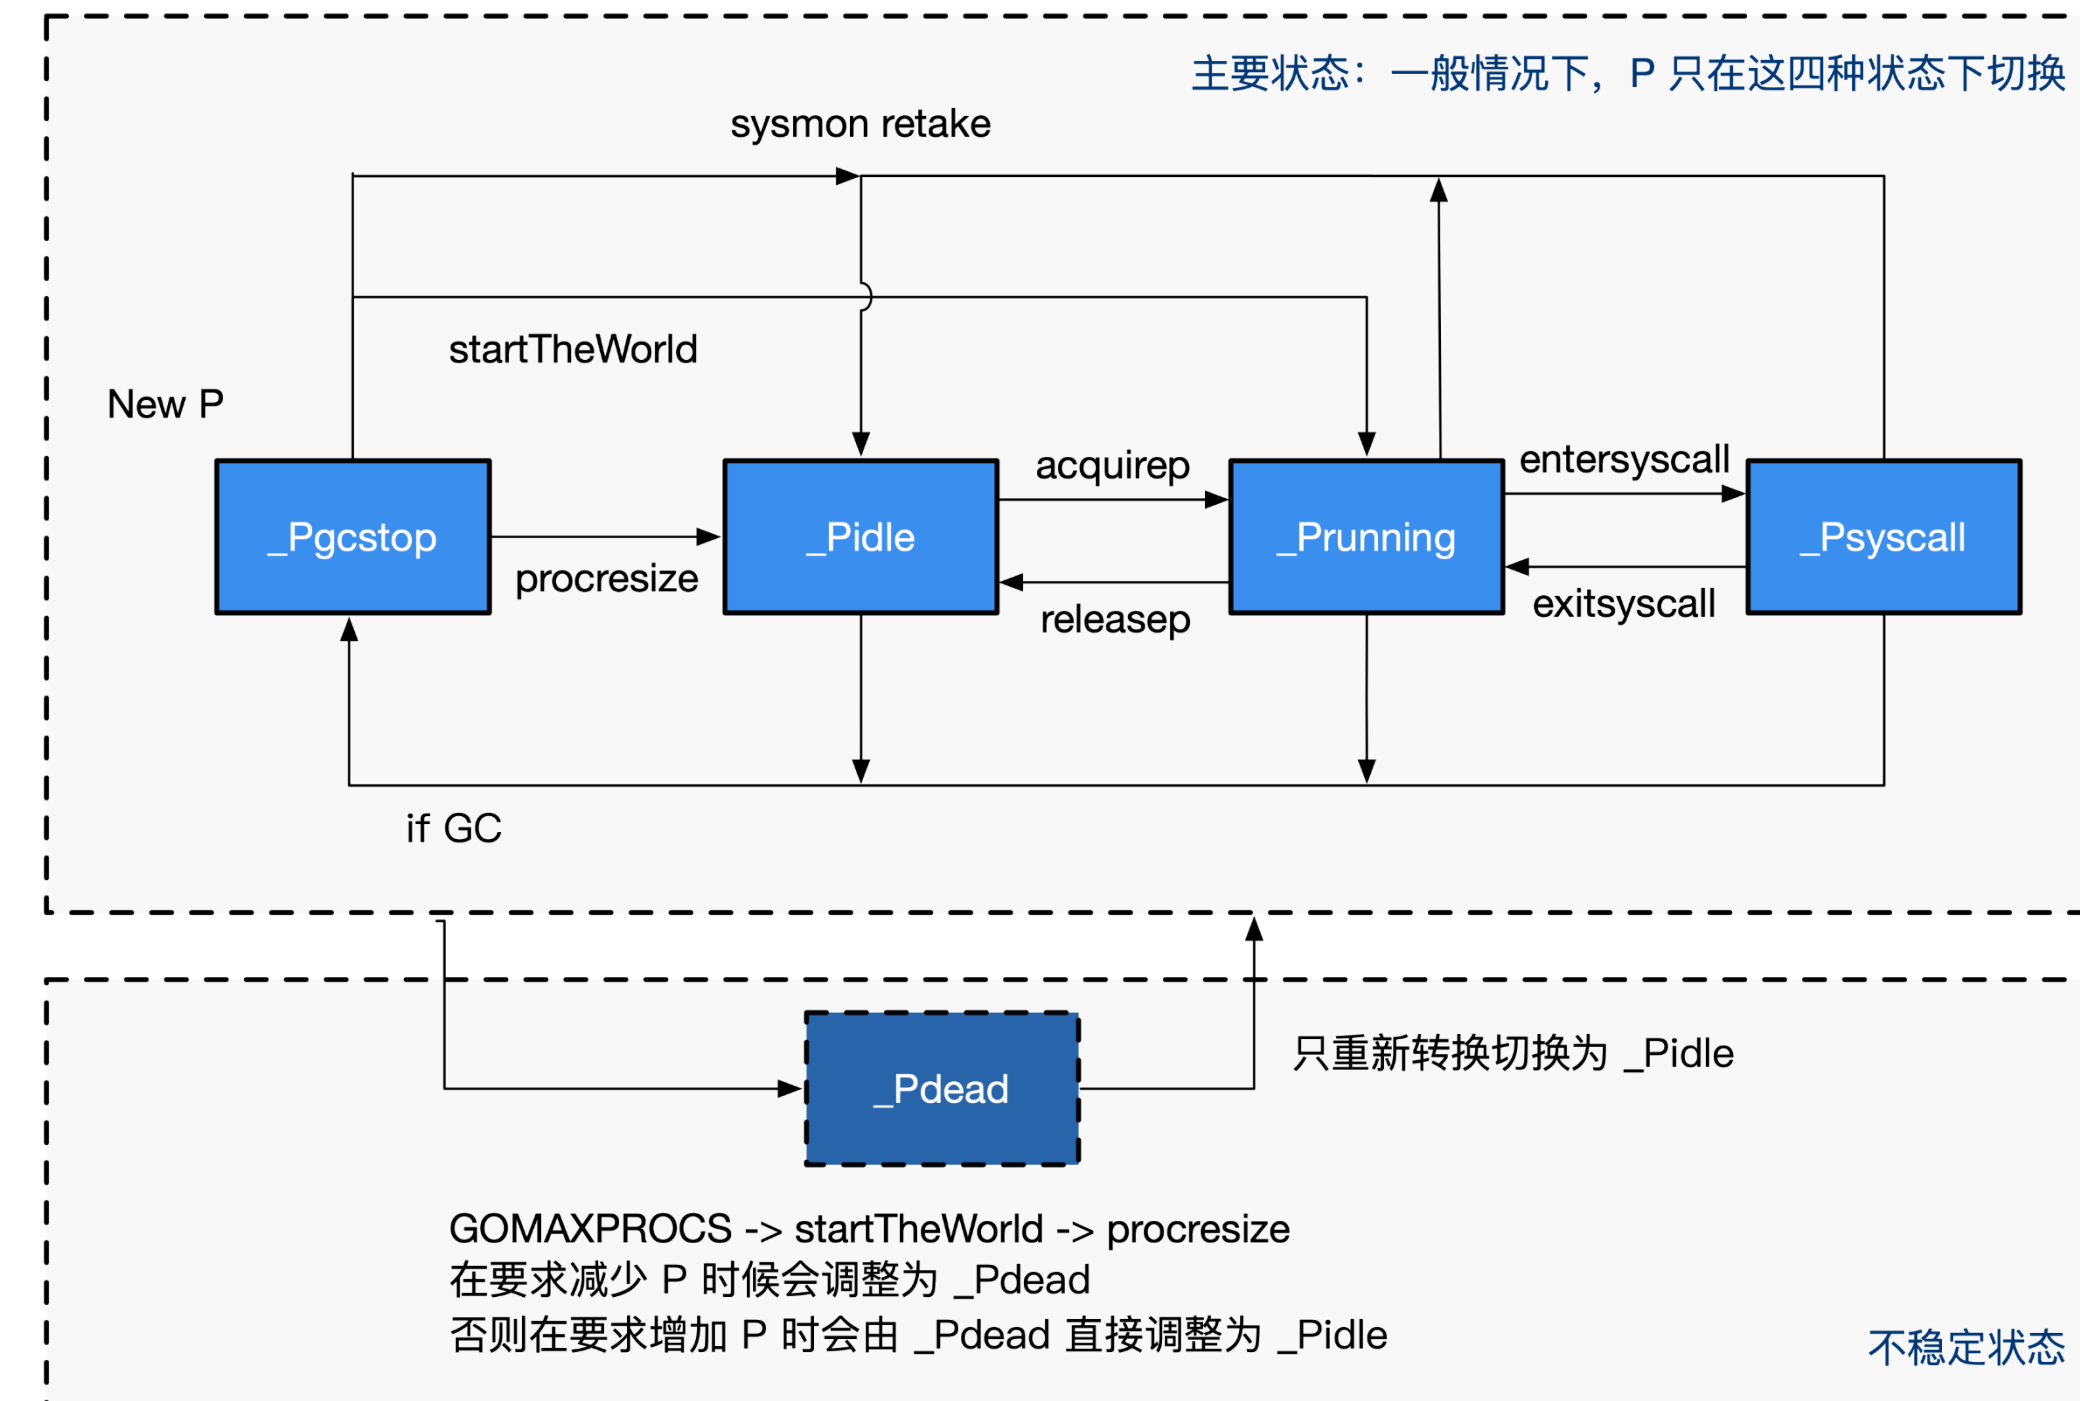 主要状态：一般情况下，P 只在这四种状态下切换
sysmon retake
startTheWorld
New P
_Pgcstop
procresize
_Pidle
acquirep
releasep
_Prunning
entersyscall
exitsyscall
_Psyscall
if GC
_Pdead
只重新转换切换为 _Pidle
GOMAXPROCS -> startTheWorld -> procresize
在要求减少 P 时候会调整为 _Pdead
否则在要求增加 P 时会由 _Pdead 直接调整为 _Pidle
不稳定状态